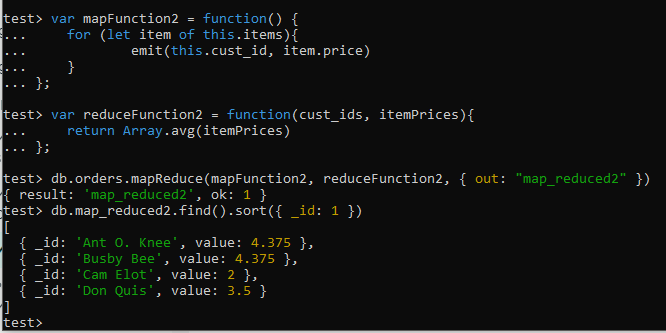 test> var mapFunction2 = function() {
...     for (let item of this.items){
...             emit(this.cust_id, item.price)
...     }
... };

test> var reduceFunction2 = function(cust_ids, itemPrices){
...     return Array.avg(itemPrices)
... };

test> db.orders.mapReduce(mapFunction2, reduceFunction2, { out: "map_reduced2" })
{ result: 'map_reduced2', ok: 1 }
test> db.map_reduced2.find().sort({ _id: 1 })
[
  { _id: 'Ant O. Knee', value: 4.375 },
  { _id: 'Busby Bee', value: 4.375 },
  { _id: 'Cam Elot', value: 2 },
  { _id: 'Don Quis', value: 3.5 }
]
test>